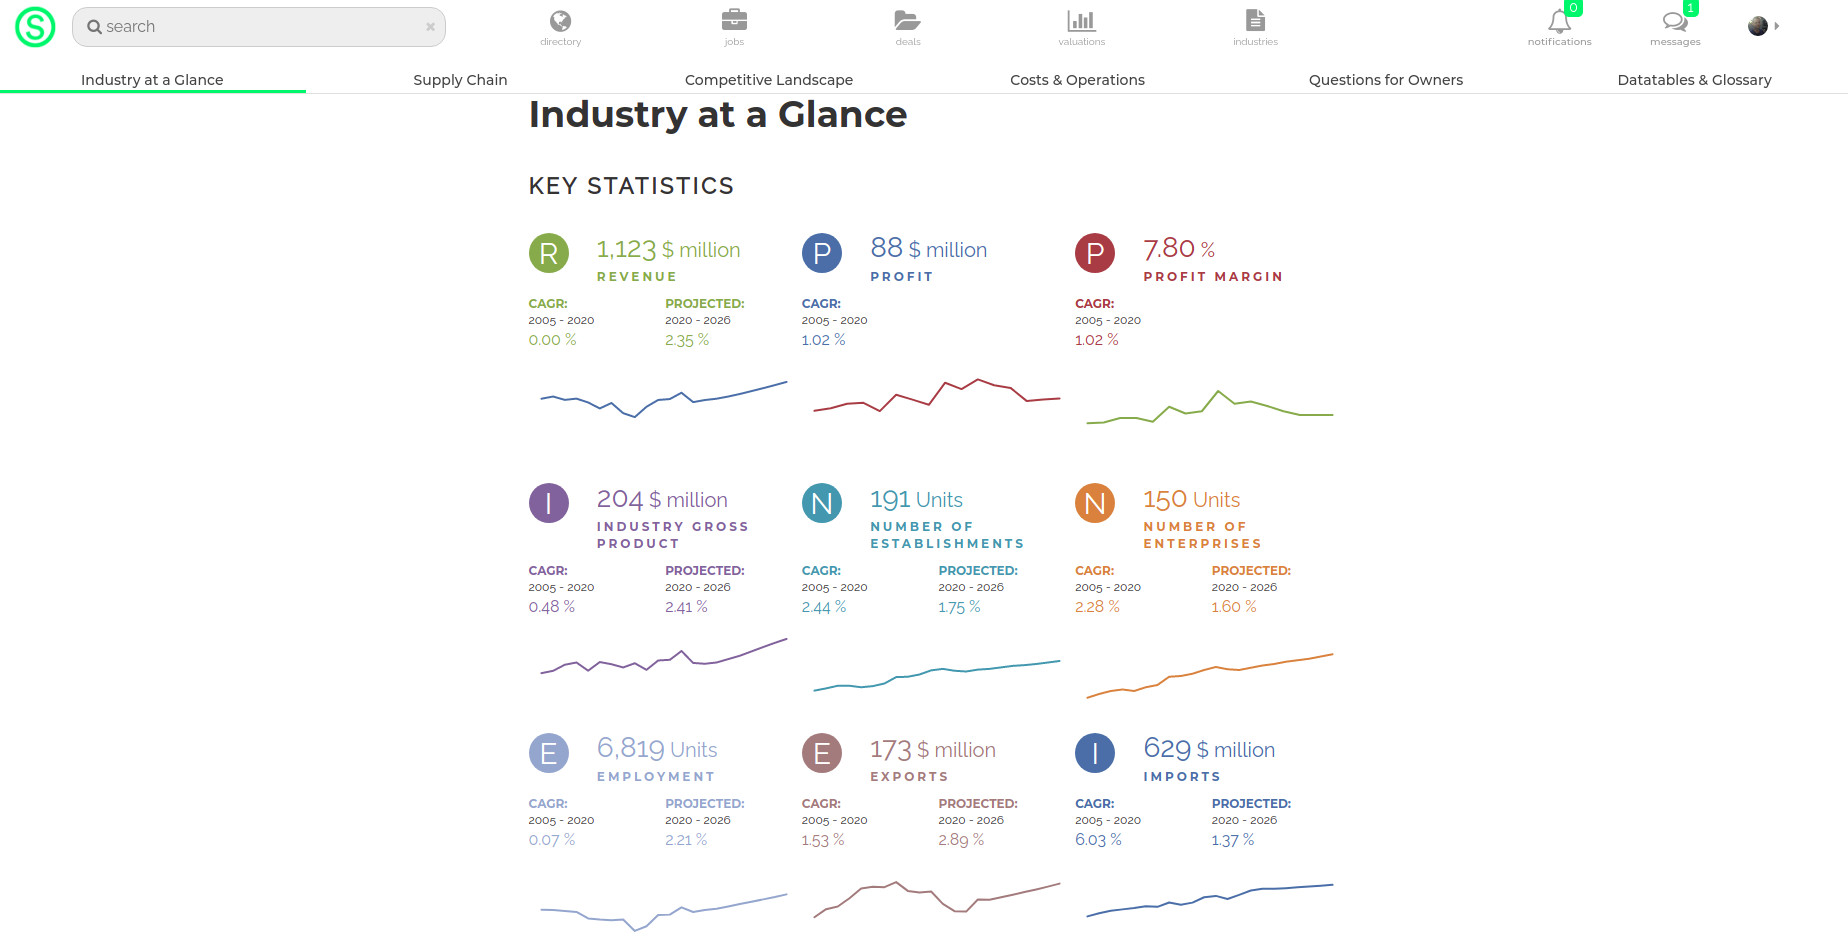 S
search ×
directory
jobs
deals
valuations
industries
0
notifications
1
messages
Industry at a Glance
Supply Chain
Competitive Landscape
Costs & Operations
Questions for Owners
Datatables & Glossary
Industry at a Glance
KEY STATISTICS
R
1,123 $ million
REVENUE
CAGR:
2005 - 2020
0.00 %
PROJECTED:
2020 - 2026
2.35 %
P
88 $ million
PROFIT
CAGR:
2005 - 2020
1.02 %
P
7.80 %
PROFIT MARGIN
CAGR:
2005 - 2020
1.02 %
I
204 $ million
INDUSTRY GROSS
PRODUCT
CAGR:
2005 - 2020
0.48 %
PROJECTED:
2020 - 2026
2.41 %
N
191 Units
NUMBER OF
ESTABLISHMENTS
CAGR:
2005 - 2020
2.44 %
PROJECTED:
2020 - 2026
1.75 %
N
150 Units
NUMBER OF
ENTERPRISES
CAGR:
2005 - 2020
2.28 %
PROJECTED:
2020 - 2026
1.60 %
E
6,819 Units
EMPLOYMENT
CAGR:
2005 - 2020
0.07 %
PROJECTED:
2020 - 2026
2.21 %
E
173 $ million
EXPORTS
CAGR:
2005 - 2020
1.53 %
PROJECTED:
2020 - 2026
2.89 %
I
629 $ million
IMPORTS
CAGR:
2005 - 2020
6.03 %
PROJECTED:
2020 - 2026
1.37 %